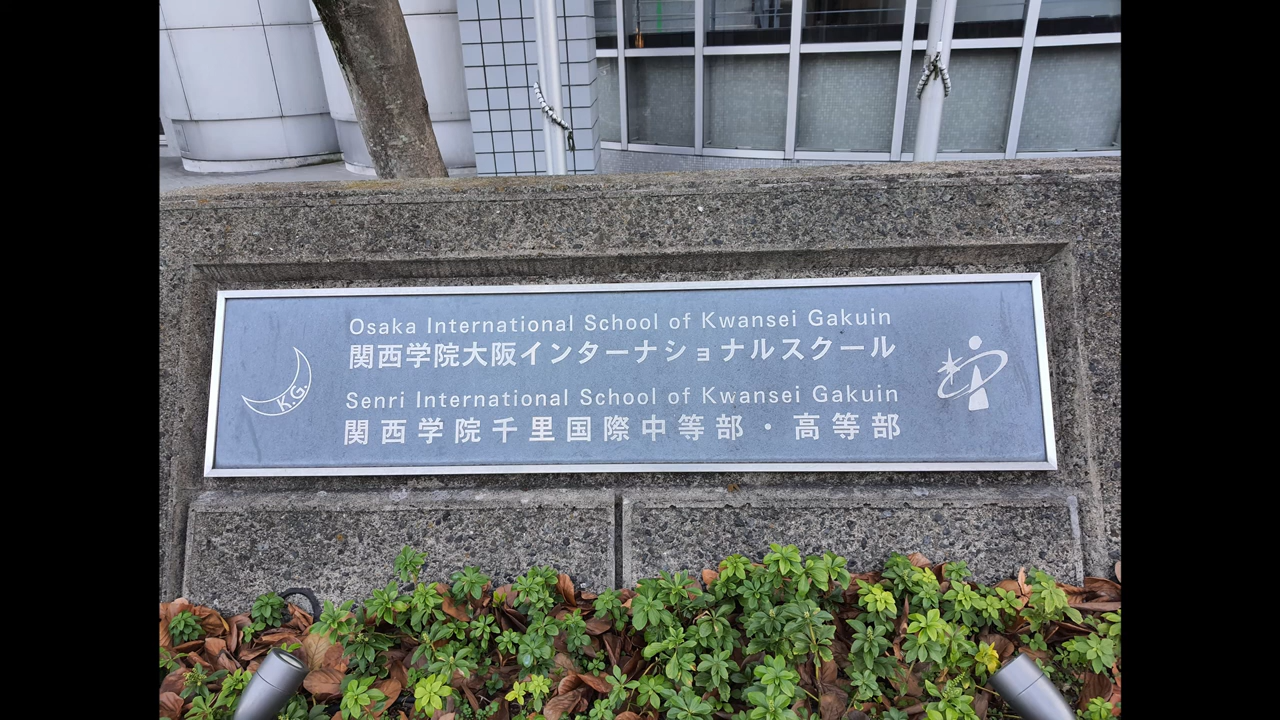 Osaka International School of Kwansei Gakuin
関西学院大阪インターナショナルスクール
K.G.
Senri International School of Kwansei Gakuin
関西学院千里国際中等部・高等部